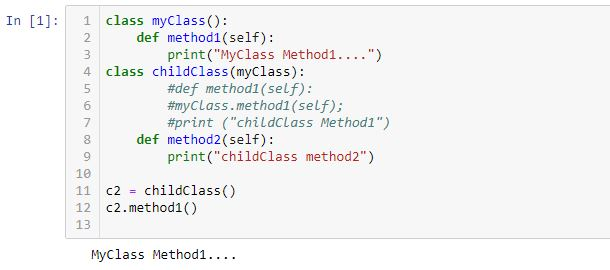 In [1]:
1 class myClass():
2     def method1(self):
3         print("MyClass Method1....")
4 class childClass(myClass):
5         #def method1(self):
6         #myClass.method1(self);
7         #print ("childClass Method1")
8     def method2(self):
9         print("childClass method2")
10
11 c2 = childClass()
12 c2.method1()
13
MyClass Method1....